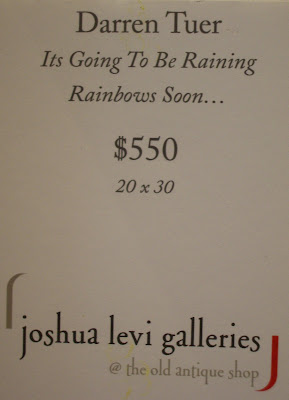 Darren Tuer
Its Going To Be Raining
Rainbows Soon...
$550
20 x 30
joshua levi galleries
@ the old antique shop